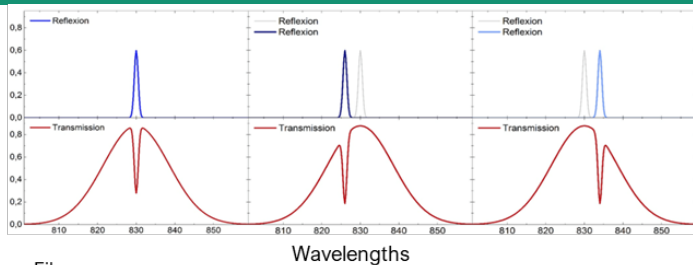 Reflexion
Reflexion
Reflexion
Reflexion
Reflexion
0,8
0,6
0,4
0,2
0,0
Transmission
Transmission
Transmission
0,8
0,6
0,4
0,2
0,0
810 820 830 840 850
810 820 830 840 850
810 820 830 840 850
Wavelengths